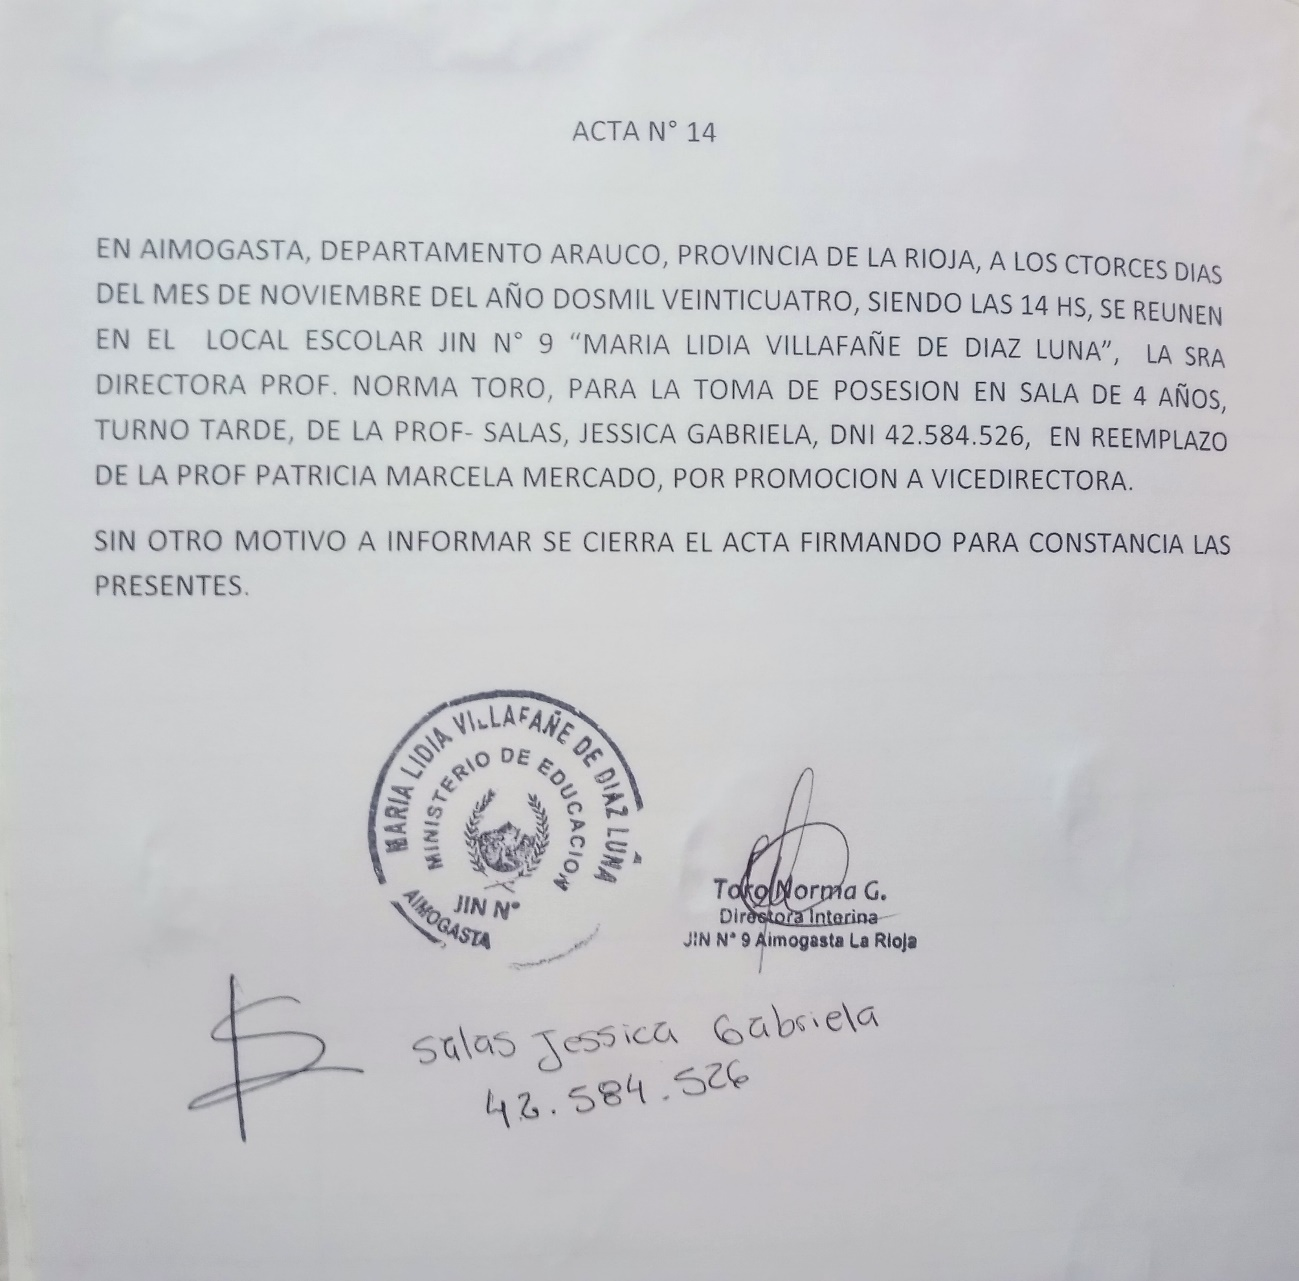 ACTA N° 14
EN AIMOGASTA, DEPARTAMENTO ARAUCO, PROVINCIA DE LA RIOJA, A LOS CTORCES DIAS
DEL MES DE NOVIEMBRE DEL AÑO DOSMIL VEINTICUATRO, SIENDO LAS 14 HS, SE REUNEN
EN EL LOCAL ESCOLAR JIN N° 9 “MARIA LIDIA VILLAFAÑE DE DIAZ LUNA”, LA SRA
DIRECTORA PROF. NORMA TORO, PARA LA TOMA DE POSESION EN SALA DE 4 AÑOS,
TURNO TARDE, DE LA PROF- SALAS, JESSICA GABRIELA, DNI 42.584.526, EN REEMPLAZO
DE LA PROF PATRICIA MARCELA MERCADO, POR PROMOCION A VICEDIRECTORA.
SIN OTRO MOTIVO A INFORMAR SE CIERRA EL ACTA FIRMANDO PARA CONSTANCIA LAS
PRESENTES.
MARIA LIDIA VILLAFAÑE DE DIAZ LUNA
MINISTERIO DE EDUCACION
JIN N°
AIMOGASTA
Toro Norma G.
Directora Interina
JIN N° 9 Aimogasta La Rioja
Salas Jessica Gabriela
42.584.526